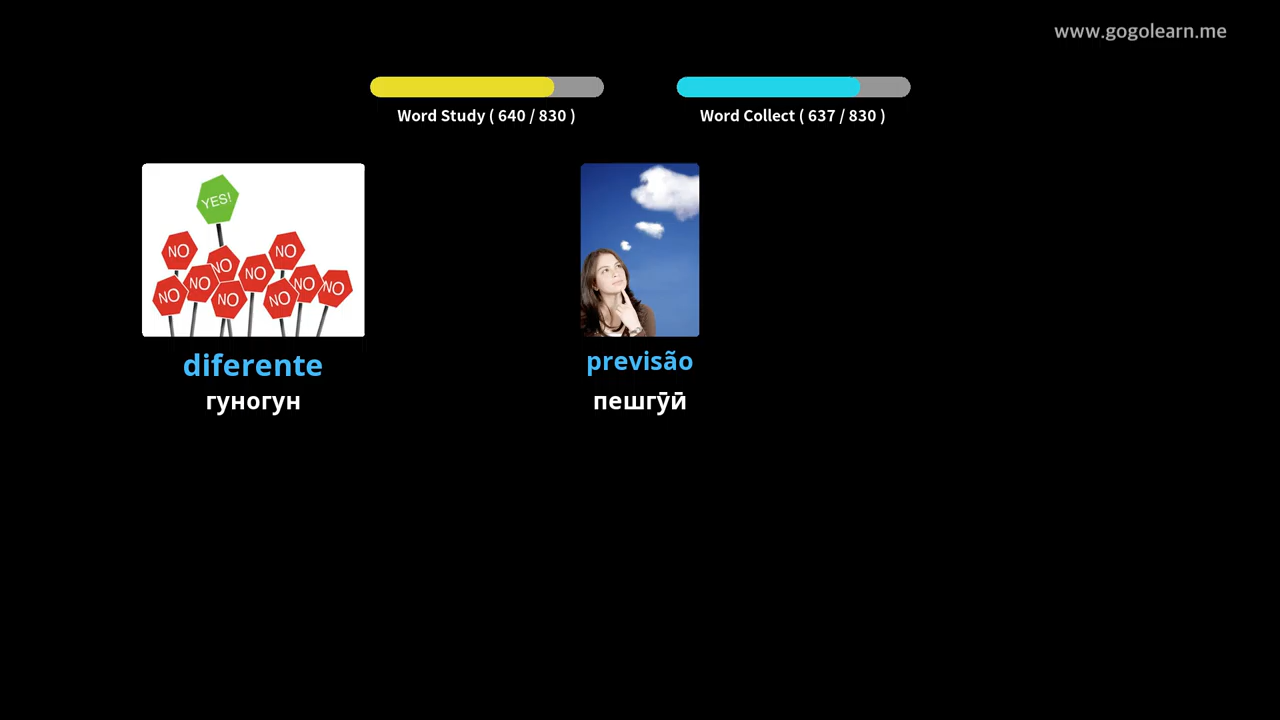 www.gogolearn.me
Word Study ( 640 / 830 )
Word Collect ( 637 / 830 )
YES!
NO
NO
NO
NO
NO
NO
NO
NO
NO
NO
diferente
гуногун
previsão
пешгӯӣ